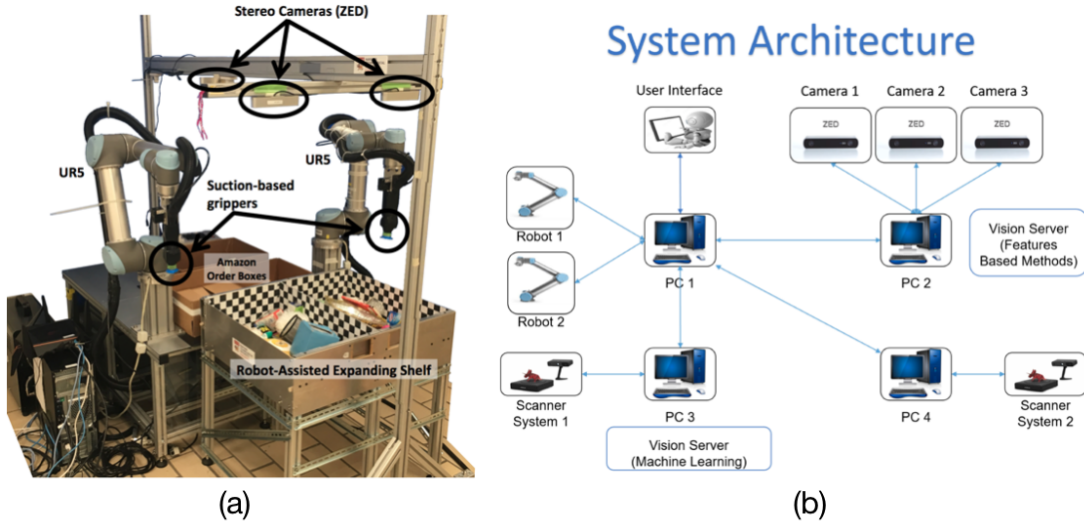 Stereo Cameras (ZED)
UR5
UR5
Suction-based
grippers
Amazon
Order Boxes
Robot-Assisted Expanding Shelf
(a)
System Architecture
User Interface
Camera 1
Camera 2
Camera 3
ZED
ZED
ZED
Robot 1
Robot 2
PC 1
PC 2
Vision Server
(Features
Based Methods)
Scanner
System 1
PC 3
PC 4
Scanner
System 2
Vision Server
(Machine Learning)
(b)